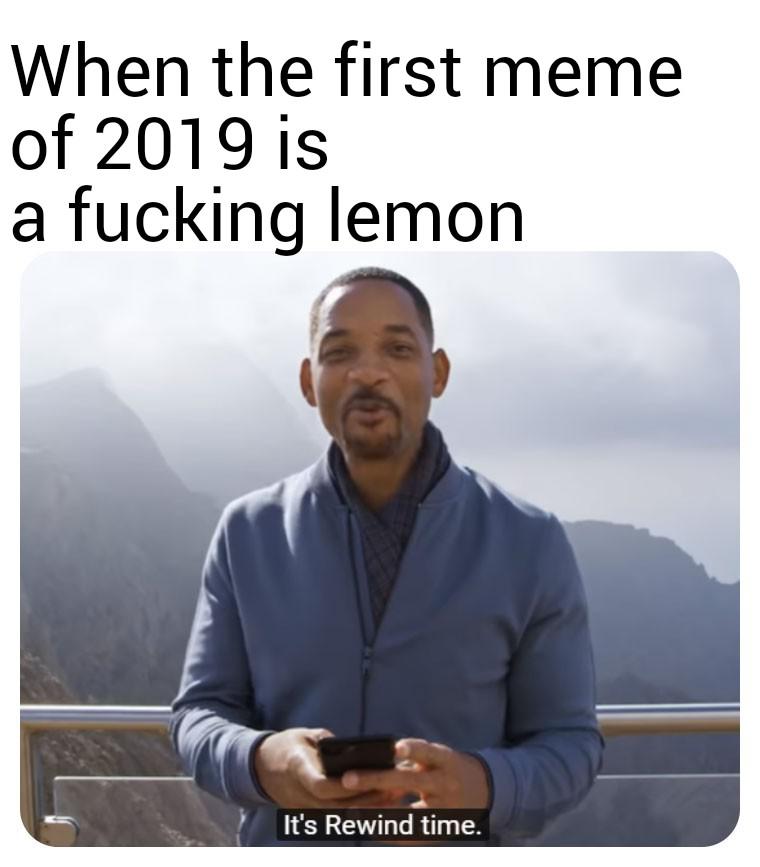 When the first meme
of 2019 is
a fucking lemon
It's Rewind time.